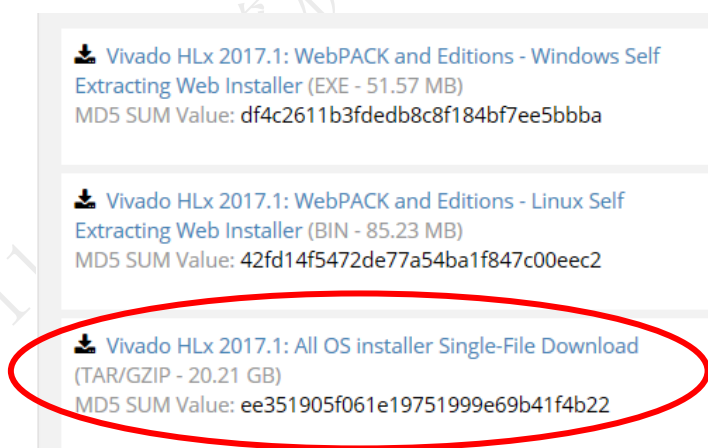 Vivado HLx 2017.1: WebPACK and Editions - Windows Self
Extracting Web Installer (EXE - 51.57 MB)
MD5 SUM Value: df4c2611b3fdedb8c8f184bf7ee5bbba
Vivado HLx 2017.1: WebPACK and Editions - Linux Self
Extracting Web Installer (BIN - 85.23 MB)
MD5 SUM Value: 42fd14f5472de77a54ba1f847c00eec2
Vivado HLx 2017.1: All OS installer Single-File Download
(TAR/GZIP - 20.21 GB)
MD5 SUM Value: ee351905f061e19751999e69b41f4b22